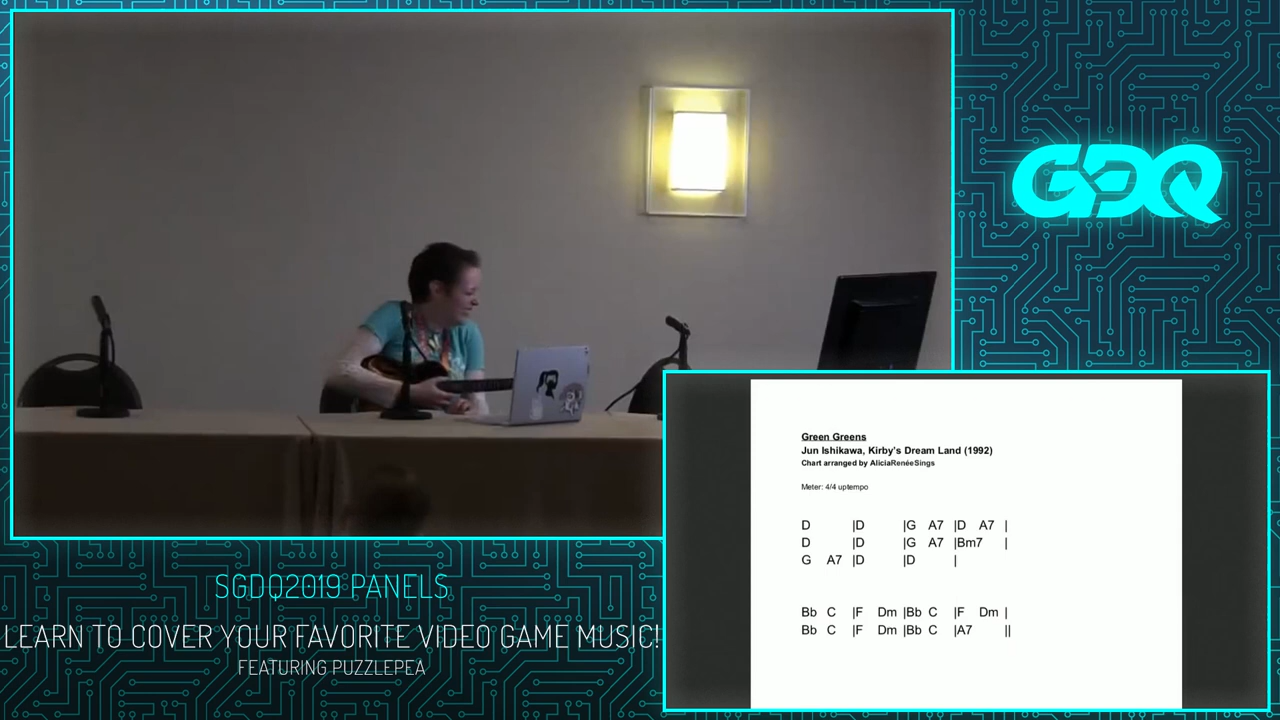 GDQ
Green Greens
Jun Ishikawa, Kirby's Dream Land (1992)
Chart arranged by AliciaRenéeSings
Meter: 4/4 uptempo
D |D |G A7 |D A7 |
D |D |G A7 |Bm7 |
G A7 |D |D |
Bb C |F Dm |Bb C |F Dm |
Bb C |F Dm |Bb C |A7 ||
SGDQ2019 PANELS
LEARN TO COVER YOUR FAVORITE VIDEO GAME MUSIC!
FEATURING PUZZLEPEA